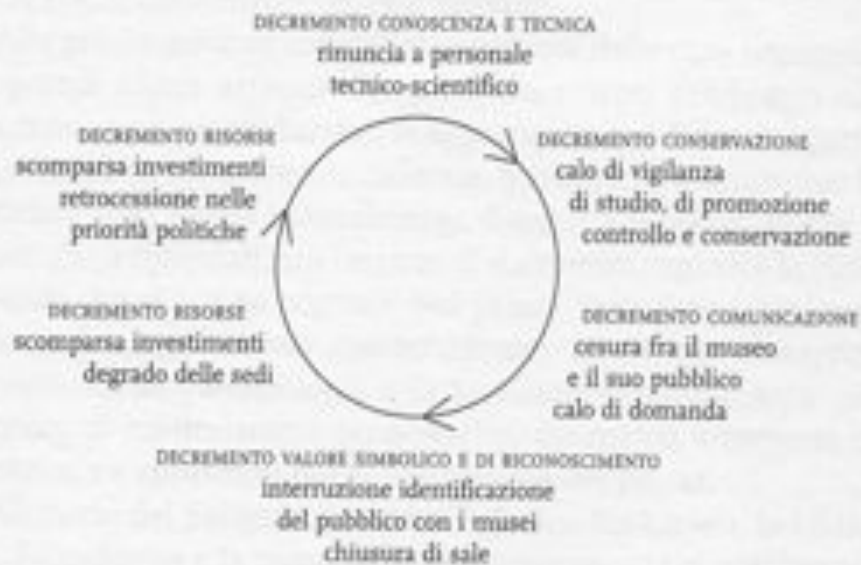 DECREMENTO CONOSCENZA E TECNICA
rinuncia a personale
tecnico-scientifico
DECREMENTO CONSERVAZIONE
calo di vigilanza
di studio, di promozione
controllo e conservazione
DECREMENTO COMUNICAZIONE
cesura fra il museo
e il suo pubblico
calo di domanda
DECREMENTO VALORE SIMBOLICO E DI RICONOSCIMENTO
interruzione identificazione
del pubblico con i musei
chiusura di sale
DECREMENTO RISORSE
scomparsa investimenti
degrado delle sedi
DECREMENTO RISORSE
scomparsa investimenti
retrocessione nelle
priorità politiche